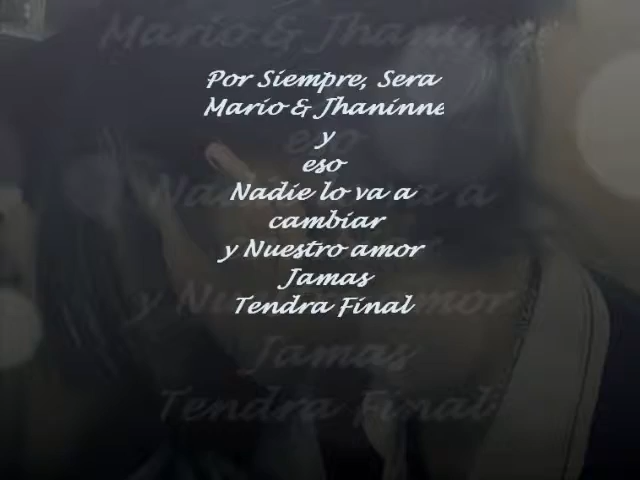 Por Siempre, Sera
Mario & Jhaninne
y
eso
Nadie lo va a
cambiar
y Nuestro amor
Jamas
Tendra Final